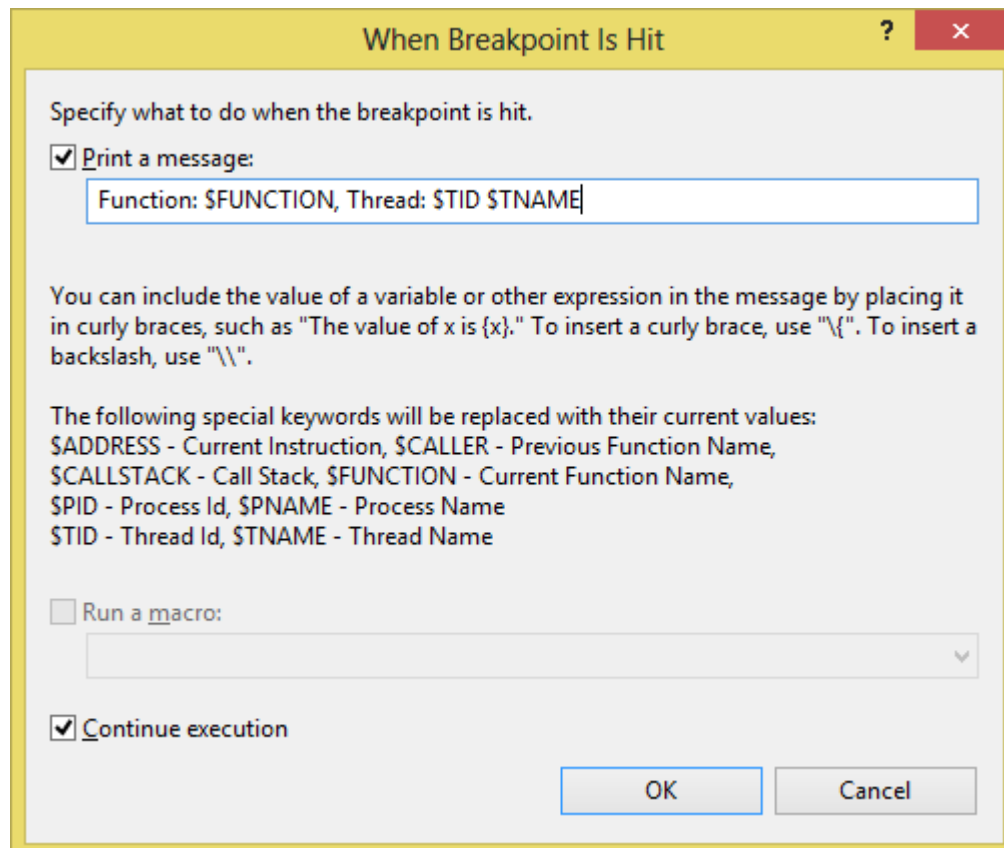 When Breakpoint Is Hit
?
×
Specify what to do when the breakpoint is hit.
Print a message:
Function: $FUNCTION, Thread: $TID $TNAME
You can include the value of a variable or other expression in the message by placing it
in curly braces, such as "The value of x is {x}." To insert a curly brace, use "\{". To insert a
backslash, use "\\".
The following special keywords will be replaced with their current values:
$ADDRESS - Current Instruction, $CALLER - Previous Function Name,
$CALLSTACK - Call Stack, $FUNCTION - Current Function Name,
$PID - Process Id, $PNAME - Process Name
$TID - Thread Id, $TNAME - Thread Name
Run a macro:
Continue execution
OK
Cancel